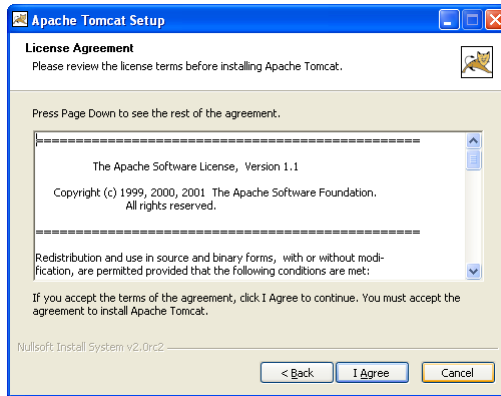 Apache Tomcat Setup
License Agreement
Please review the license terms before installing Apache Tomcat.
Press Page Down to see the rest of the agreement.
====================================================
The Apache Software License, Version 1.1
Copyright (c) 1999, 2000, 2001 The Apache Software Foundation.
All rights reserved.
====================================================
Redistribution and use in source and binary forms, with or without modi-
fication, are permitted provided that the following conditions are met:
If you accept the terms of the agreement, click I Agree to continue. You must accept the
agreement to install Apache Tomcat.
Nullsoft Install System v2.0rc2
< Back I Agree Cancel